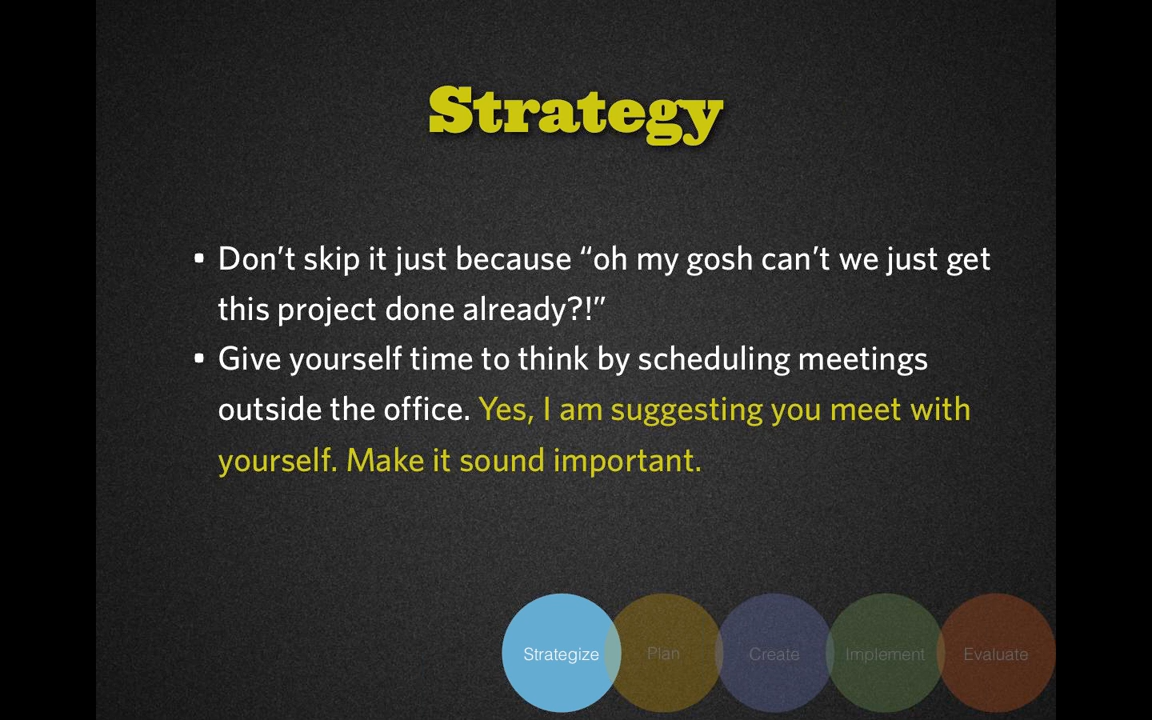 Strategy
• Don’t skip it just because “oh my gosh can’t we just get
this project done already?!”
• Give yourself time to think by scheduling meetings
outside the office. Yes, I am suggesting you meet with
yourself. Make it sound important.
Strategize Plan Create Implement Evaluate